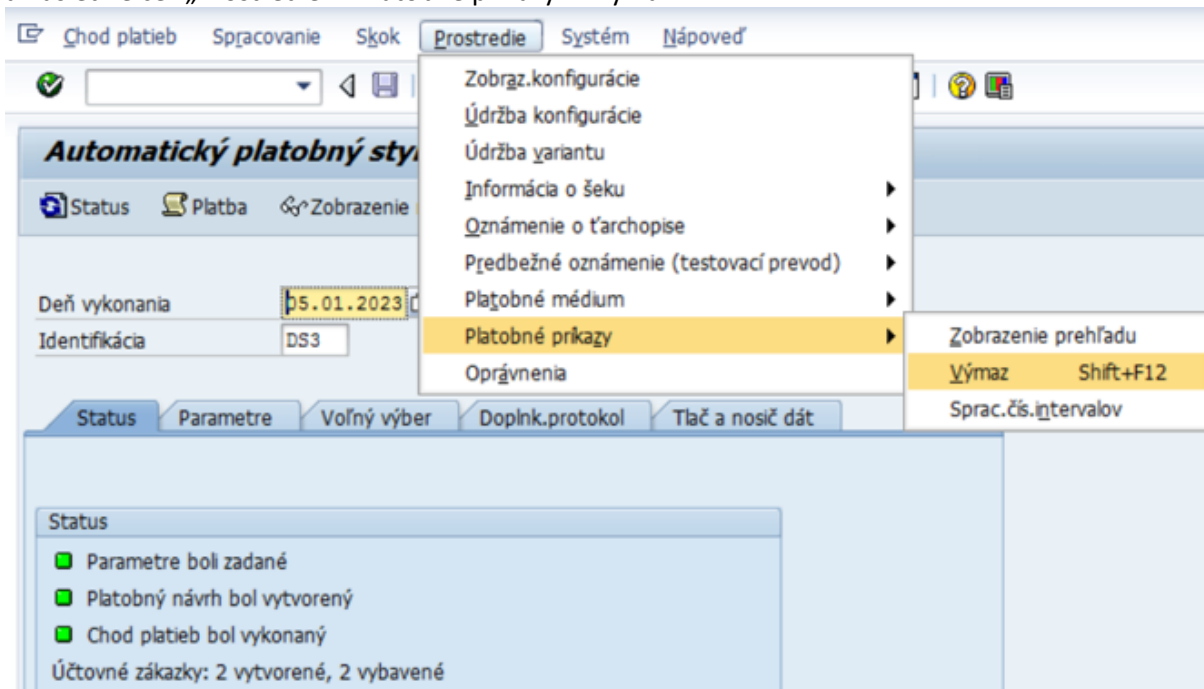 Chod platieb Spracovanie Skok Prostredie Systém Nápoveď
Zobraz.konfigurácie
Údržba konfigurácie
Údržba variantu
Informácia o šeku
Oznámenie o ťarchopise
Predbežné oznámenie (testovací prevod)
Platobné médium
Platobné príkazy
Oprávnenia
Zobrazenie prehľadu
Výmaz Shift+F12
Sprac.čís.intervalov
Automatický platobný sty
Status Platba Zobrazenie
Deň vykonania 05.01.2023
Identifikácia DS3
Status Parametre Voľný výber Doplnk.protokol Tlač a nosič dát
Status
Parametre boli zadané
Platobný návrh bol vytvorený
Chod platieb bol vykonaný
Účtovné zákazky: 2 vytvorené, 2 vybavené